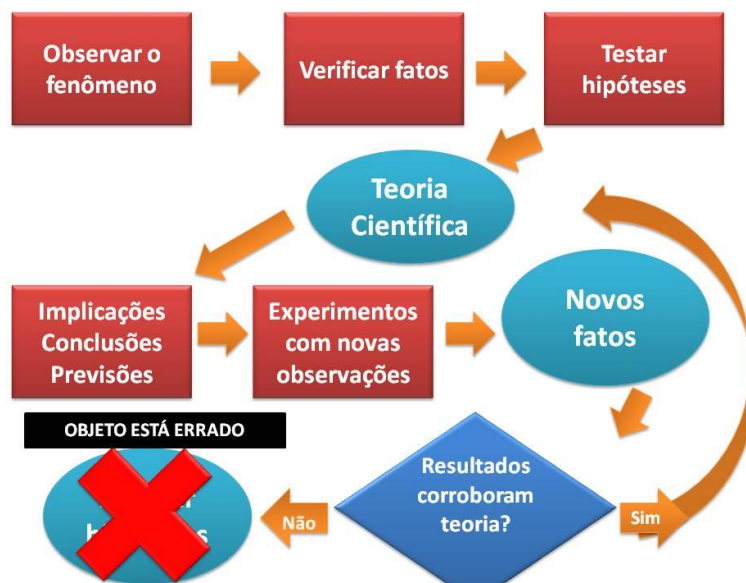 Observar o
fenômeno
Verificar fatos
Testar
hipóteses
Teoria
Científica
Implicações
Conclusões
Previsões
Experimentos
com novas
observações
Novos
fatos
OBJETO ESTÁ ERRADO
Resultados
corroboram
teoria?
Não
Sim